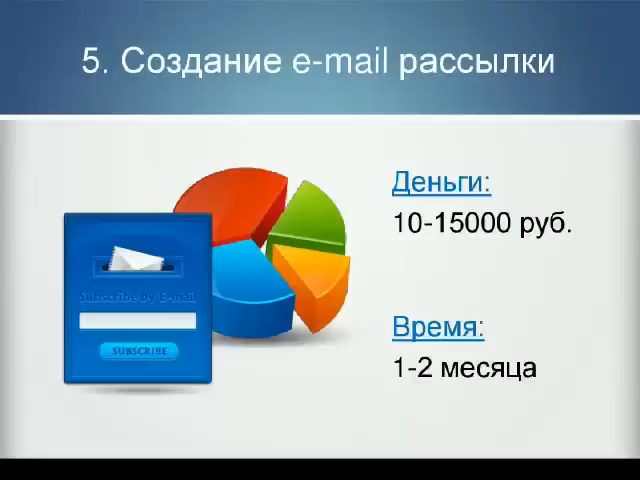 5. Создание e-mail рассылки
Деньги:
10-15000 руб.
Subscribe by E-mail
SUBSCRIBE
Время:
1-2 месяца